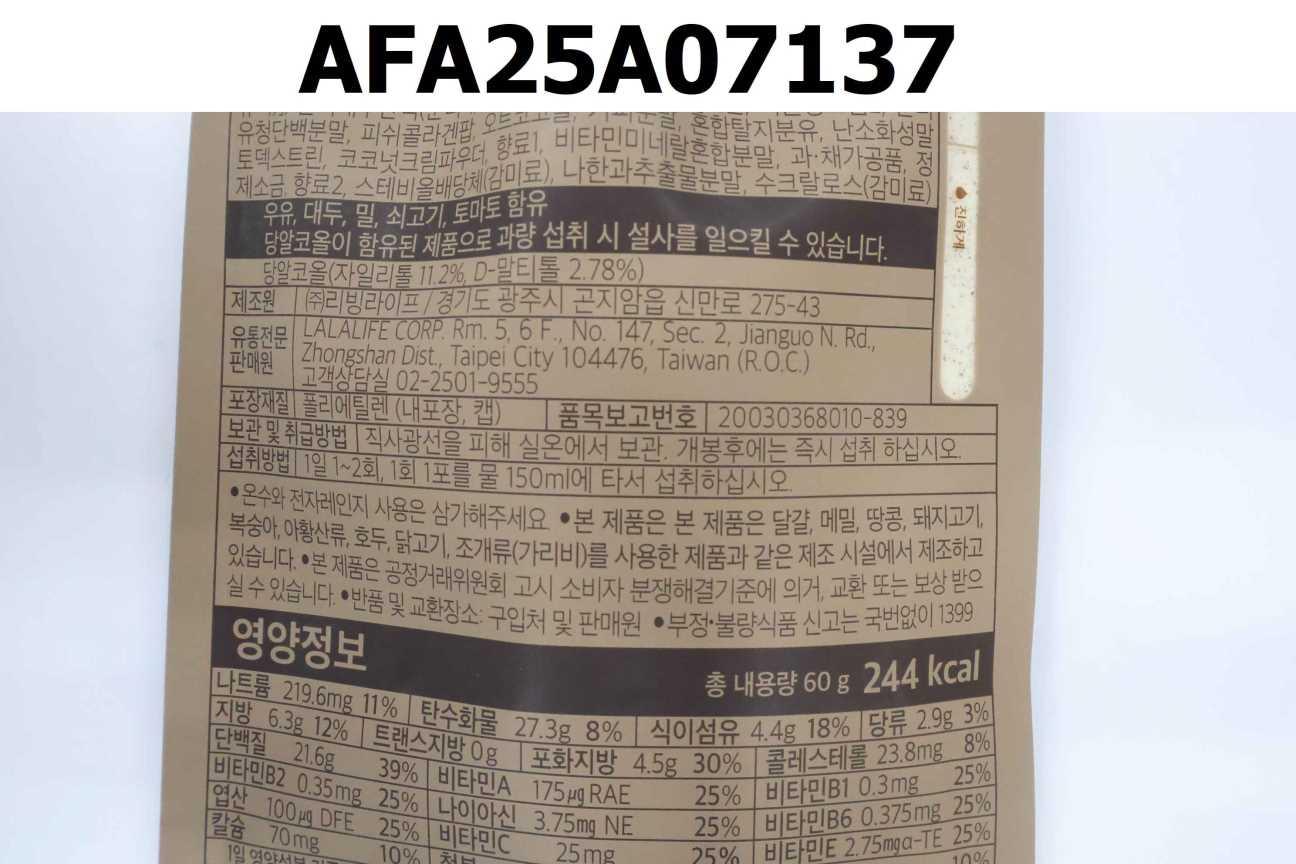 AFA25A07137
혼합탈지분유, 난소화성말
유청단백분말, 피쉬콜라겐팝,
토덱스트린, 코코넛크림파우더, 향료1, 비타민미네랄혼합분말, 과·채가공품, 정
제소금, 향료2, 스테비올배당체(감미료), 나한과추출물분말, 수크랄로스(감미료)
우유, 대두, 밀, 쇠고기, 토마토 함유
당알코올이 함유된 제품으로 과량 섭취 시 설사를 일으킬 수 있습니다.
당알코올(자일리톨 11.2%, D-말티톨 2.78%)
제조원 ㈜리빙라이프 / 경기도 광주시 곤지암읍 신만로 275-43
유통전문
판매원
LALALIFE CORP. Rm. 5, 6 F., No. 147, Sec. 2, Jianguo N. Rd.,
Zhongshan Dist., Taipei City 104476, Taiwan (R.O.C.)
고객상담실 02-2501-9555
포장재질 폴리에틸렌 (내포장, 캡) 품목보고번호 20030368010-839
보관 및 취급방법 직사광선을 피해 실온에서 보관. 개봉후에는 즉시 섭취 하십시오.
섭취방법 1일 1~2회, 1회 1포를 물 150ml에 타서 섭취하십시오.
●온수와 전자레인지 사용은 삼가해주세요 ●본 제품은 본 제품은 달걀, 메밀, 땅콩, 돼지고기,
복숭아, 아황산류, 호두, 닭고기, 조개류(가리비)를 사용한 제품과 같은 제조 시설에서 제조하고
있습니다. ●본 제품은 공정거래위원회 고시 소비자 분쟁해결기준에 의거, 교환 또는 보상 받으
실 수 있습니다. ●반품 및 교환장소: 구입처 및 판매원 ●부정·불량식품 신고는 국번없이 1399
영양정보
총 내용량 60 g 244 kcal
나트륨 219.6mg 11% 탄수화물 27.3g 8% 식이섬유 4.4g 18% 당류 2.9g 3%
지방 6.3g 12% 트랜스지방 0g 포화지방 4.5g 30% 콜레스테롤 23.8mg 8%
단백질 21.6g 39% 비타민A 175㎍ RAE 25% 비타민B1 0.3mg 25%
비타민B2 0.35mg 25% 나이아신 3.75mg NE 25% 비타민B6 0.375mg 25%
엽산 100㎍ DFE 25% 비타민C 25mg 25% 비타민E 2.75mgα-TE 25%
칼슘 70mg 10% 10%
친하게